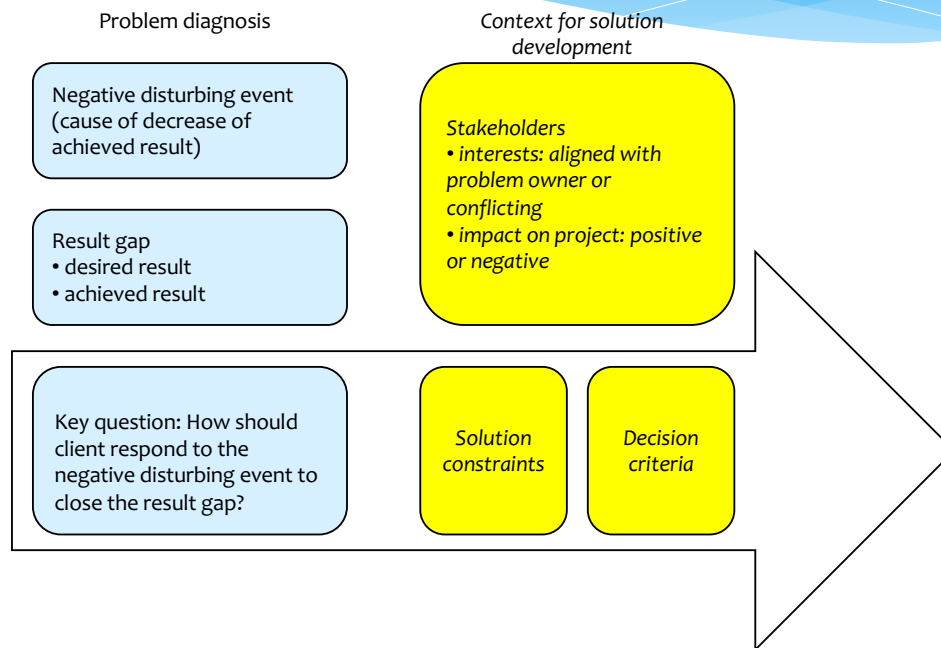 Problem diagnosis
Negative disturbing event
(cause of decrease of
achieved result)
Result gap
• desired result
• achieved result
Key question: How should
client respond to the
negative disturbing event to
close the result gap?
Context for solution
development
Stakeholders
• interests: aligned with
problem owner or
conflicting
• impact on project: positive
or negative
Solution
constraints
Decision
criteria